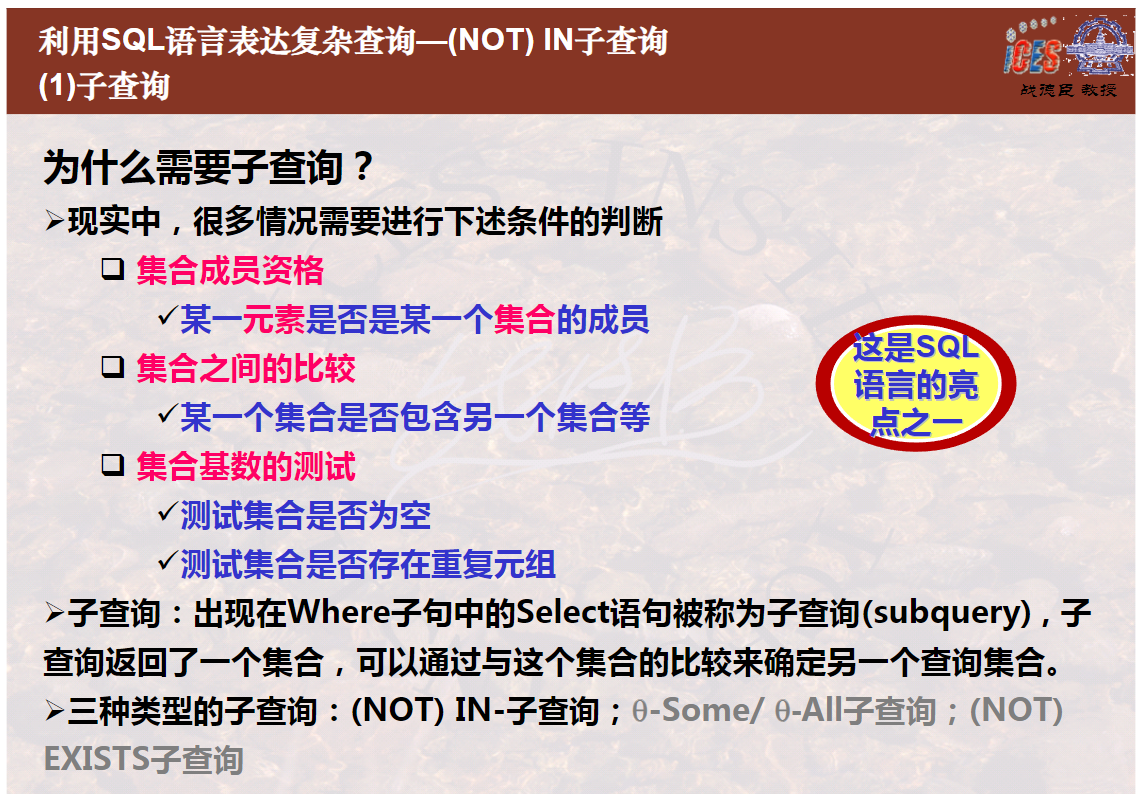 利用SQL语言表达复杂查询—(NOT) IN子查询
(1)子查询
ICES
战德臣 教授
为什么需要子查询？
➢现实中，很多情况需要进行下述条件的判断
❑ 集合成员资格
✓某一元素是否是某一个集合的成员
❑ 集合之间的比较
✓某一个集合是否包含另一个集合等
❑ 集合基数的测试
✓测试集合是否为空
✓测试集合是否存在重复元组
这是SQL
语言的亮
点之一
➢子查询：出现在Where子句中的Select语句被称为子查询(subquery)，子
查询返回了一个集合，可以通过与这个集合的比较来确定另一个查询集合。
➢三种类型的子查询：(NOT) IN-子查询；θ-Some/ θ-All子查询；(NOT)
EXISTS子查询